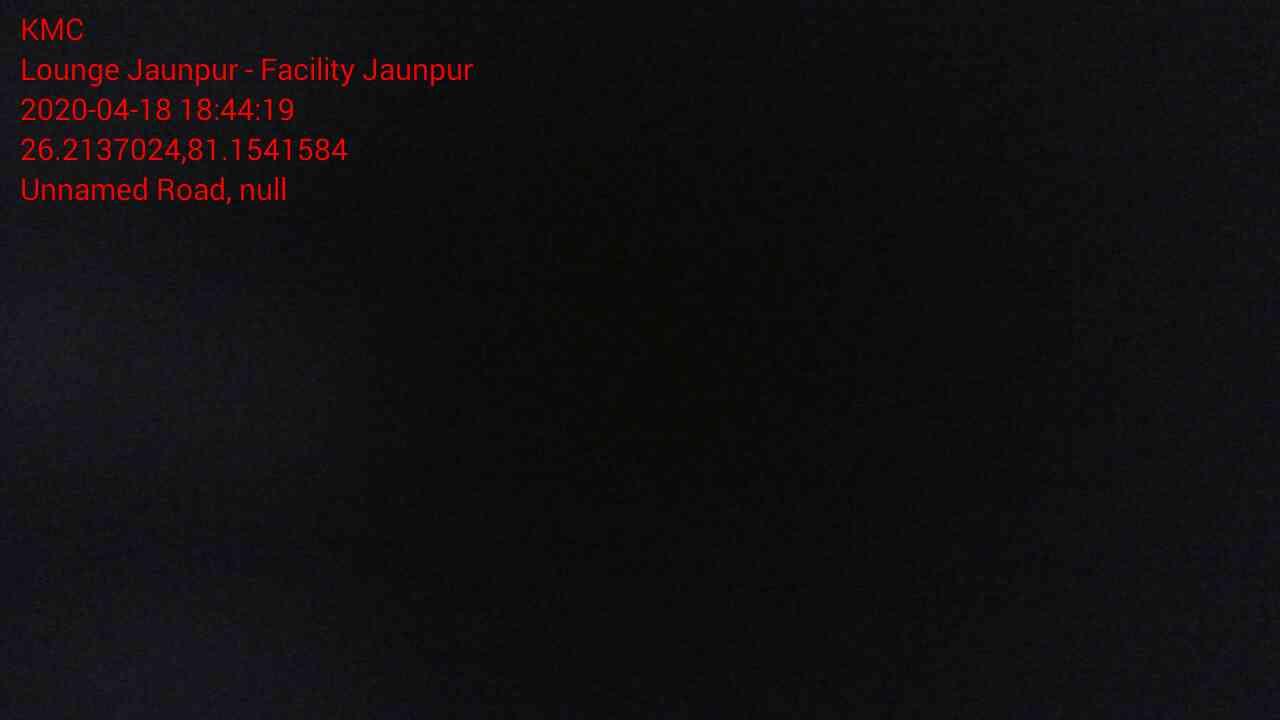 KMC
Lounge Jaunpur - Facility Jaunpur
2020-04-18 18:44:19
26.2137024,81.1541584
Unnamed Road, null